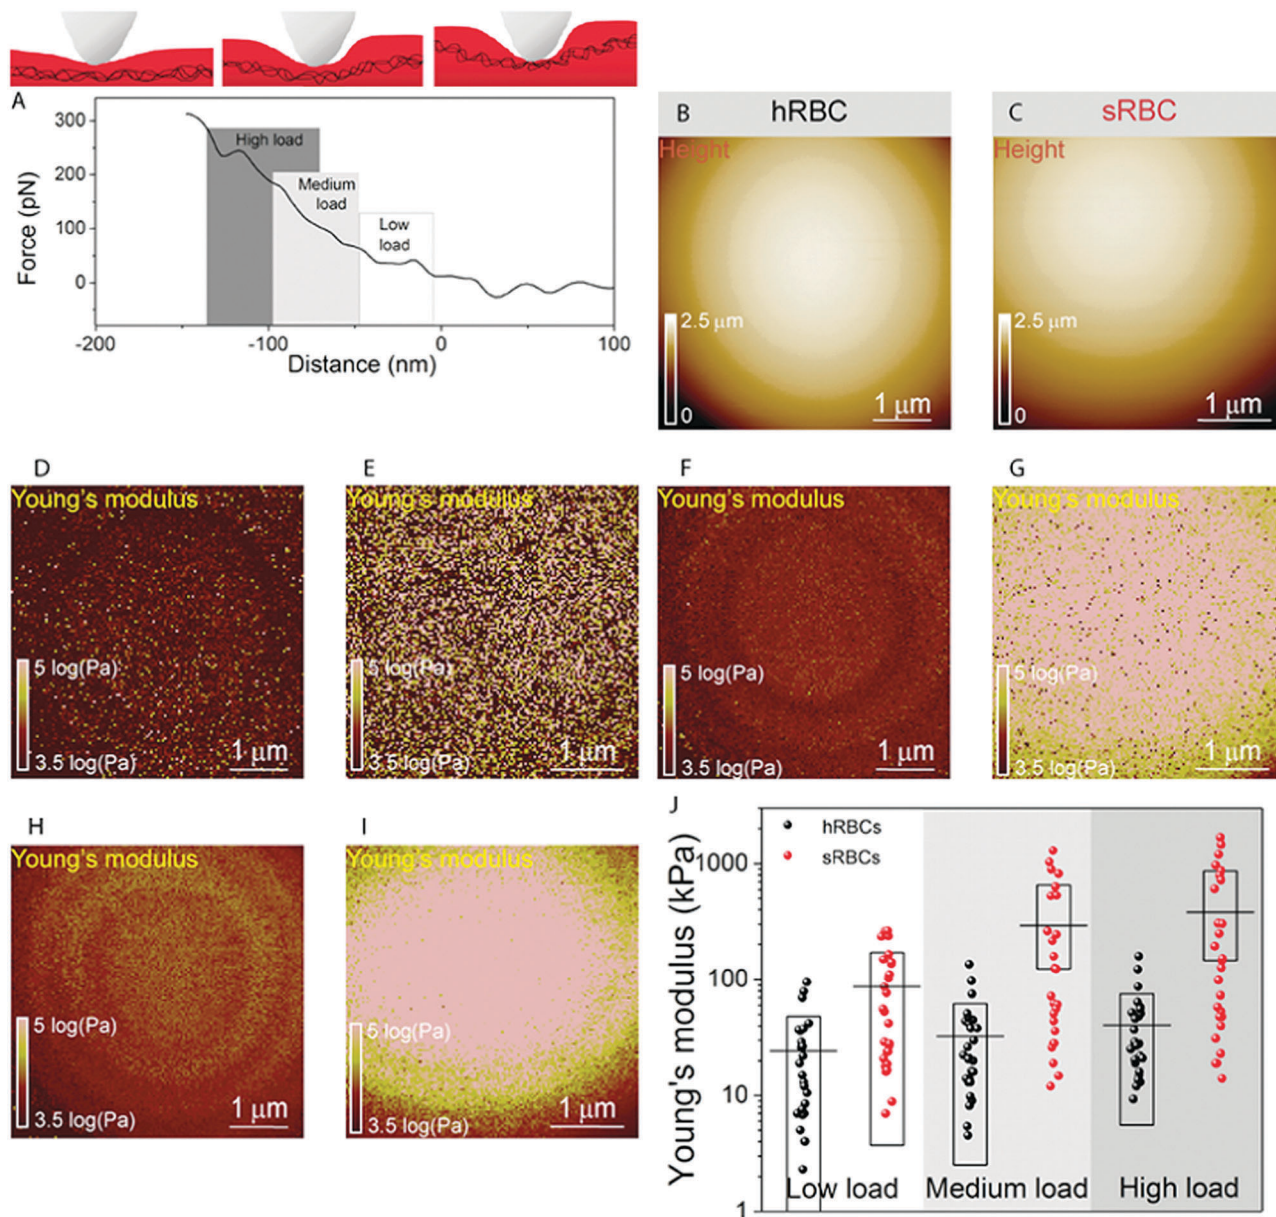 A
300
200
100
0
Force (pN)
High load
Medium
load
Low
load
-200
-100
0
100
Distance (nm)
B
hRBC
Height
2.5 μm
0
1 μm
C
sRBC
Height
2.5 μm
0
1 μm
D
Young's modulus
5 log(Pa)
3.5 log(Pa)
1 μm
E
Young's modulus
5 log(Pa)
3.5 log(Pa)
1 μm
F
Young's modulus
5 log(Pa)
3.5 log(Pa)
1 μm
G
Young's modulus
5 log(Pa)
3.5 log(Pa)
1 μm
H
Young's modulus
5 log(Pa)
3.5 log(Pa)
1 μm
I
Young's modulus
5 log(Pa)
3.5 log(Pa)
1 μm
J
hRBCs
sRBCs
Young's modulus (kPa)
1000
100
10
1
Low load
Medium load
High load